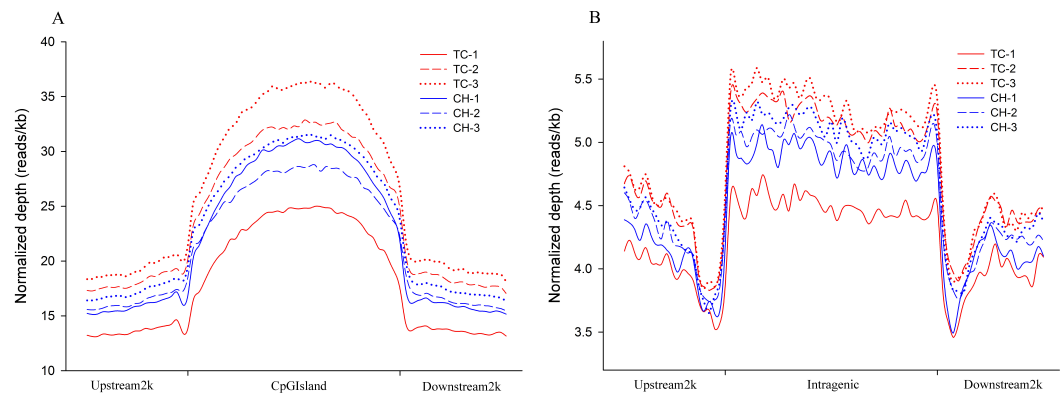 A
Normalized depth (reads/kb)
40
35
30
25
20
15
10
TC-1
TC-2
TC-3
CH-1
CH-2
CH-3
Upstream2k
CpGIsland
Downstream2k
B
Normalized depth (reads/kb)
5.5
5.0
4.5
4.0
3.5
TC-1
TC-2
TC-3
CH-1
CH-2
CH-3
Upstream2k
Intragenic
Downstream2k